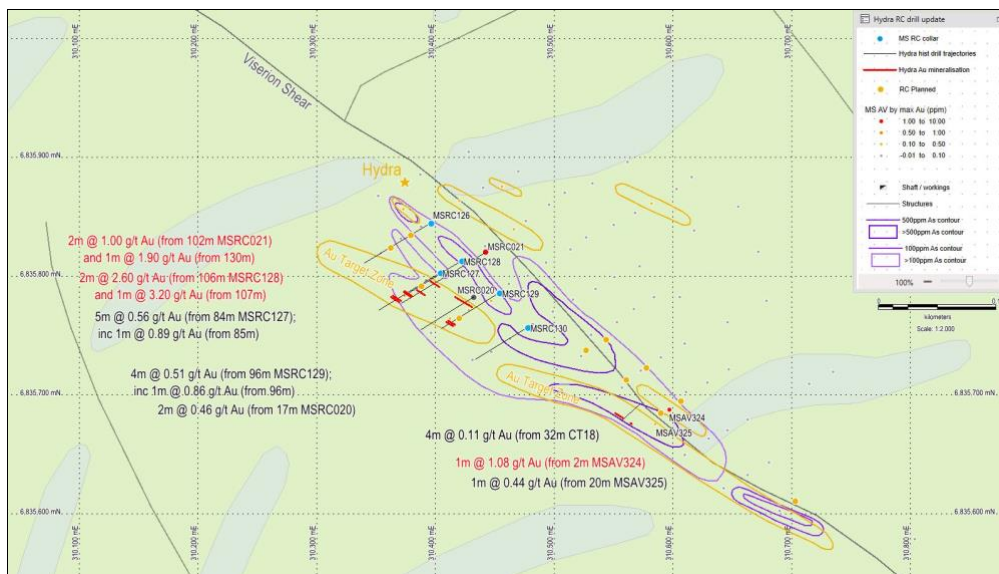 310.100 mE
310.200 mE
310.300 mE
310.400 mE
310.500 mE
310.600 mE
310.700 mE
Hydra RC drill update
MS RC collar
Hydra hist drill trajectories
Hydra Au mineralisation
RC Planned
MS AV by max Au (ppm)
1.00 to 10.00
0.50 to 1.00
0.10 to 0.50
-0.01 to 0.10
Shaft / workings
Structures
500ppm As contour
>500ppm As contour
100ppm As contour
>100ppm As contour
100%
kilometers
Scale: 1:2 000
Viserion Shear
6,835,900 mN
6,835,900 mN
Hydra
MSRC126
MSRC021
MSRC128
MSRC127
MSRC020
MSRC129
MSRC130
Au Target Zone
2m @ 1.00 g/t Au (from 102m MSRC021)
and 1m @ 1.90 g/t Au (from 130m)
6,835,800 mN
2m @ 2.60 g/t Au (from 106m MSRC128)
and 1m @ 3.20 g/t Au (from 107m)
5m @ 0.56 g/t Au (from 84m MSRC127);
inc 1m @ 0.89 g/t Au (from 85m)
4m @ 0.51 g/t Au (from 96m MSRC129);
inc 1m @ 0.86 g/t Au (from 96m)
2m @ 0.46 g/t Au (from 17m MSRC020)
Au Target Zone
6,835,700 mN
6,835,700 mN
MSAV324
MSAV325
4m @ 0.11 g/t Au (from 32m CT18)
1m @ 1.08 g/t Au (from 2m MSAV324)
1m @ 0.44 g/t Au (from 20m MSAV325)
6,835,600 mN
6,835,600 mN
310.100 mE
310.200 mE
310.300 mE
310.400 mE
310.500 mE
310.600 mE
310.700 mE
310.800 mE